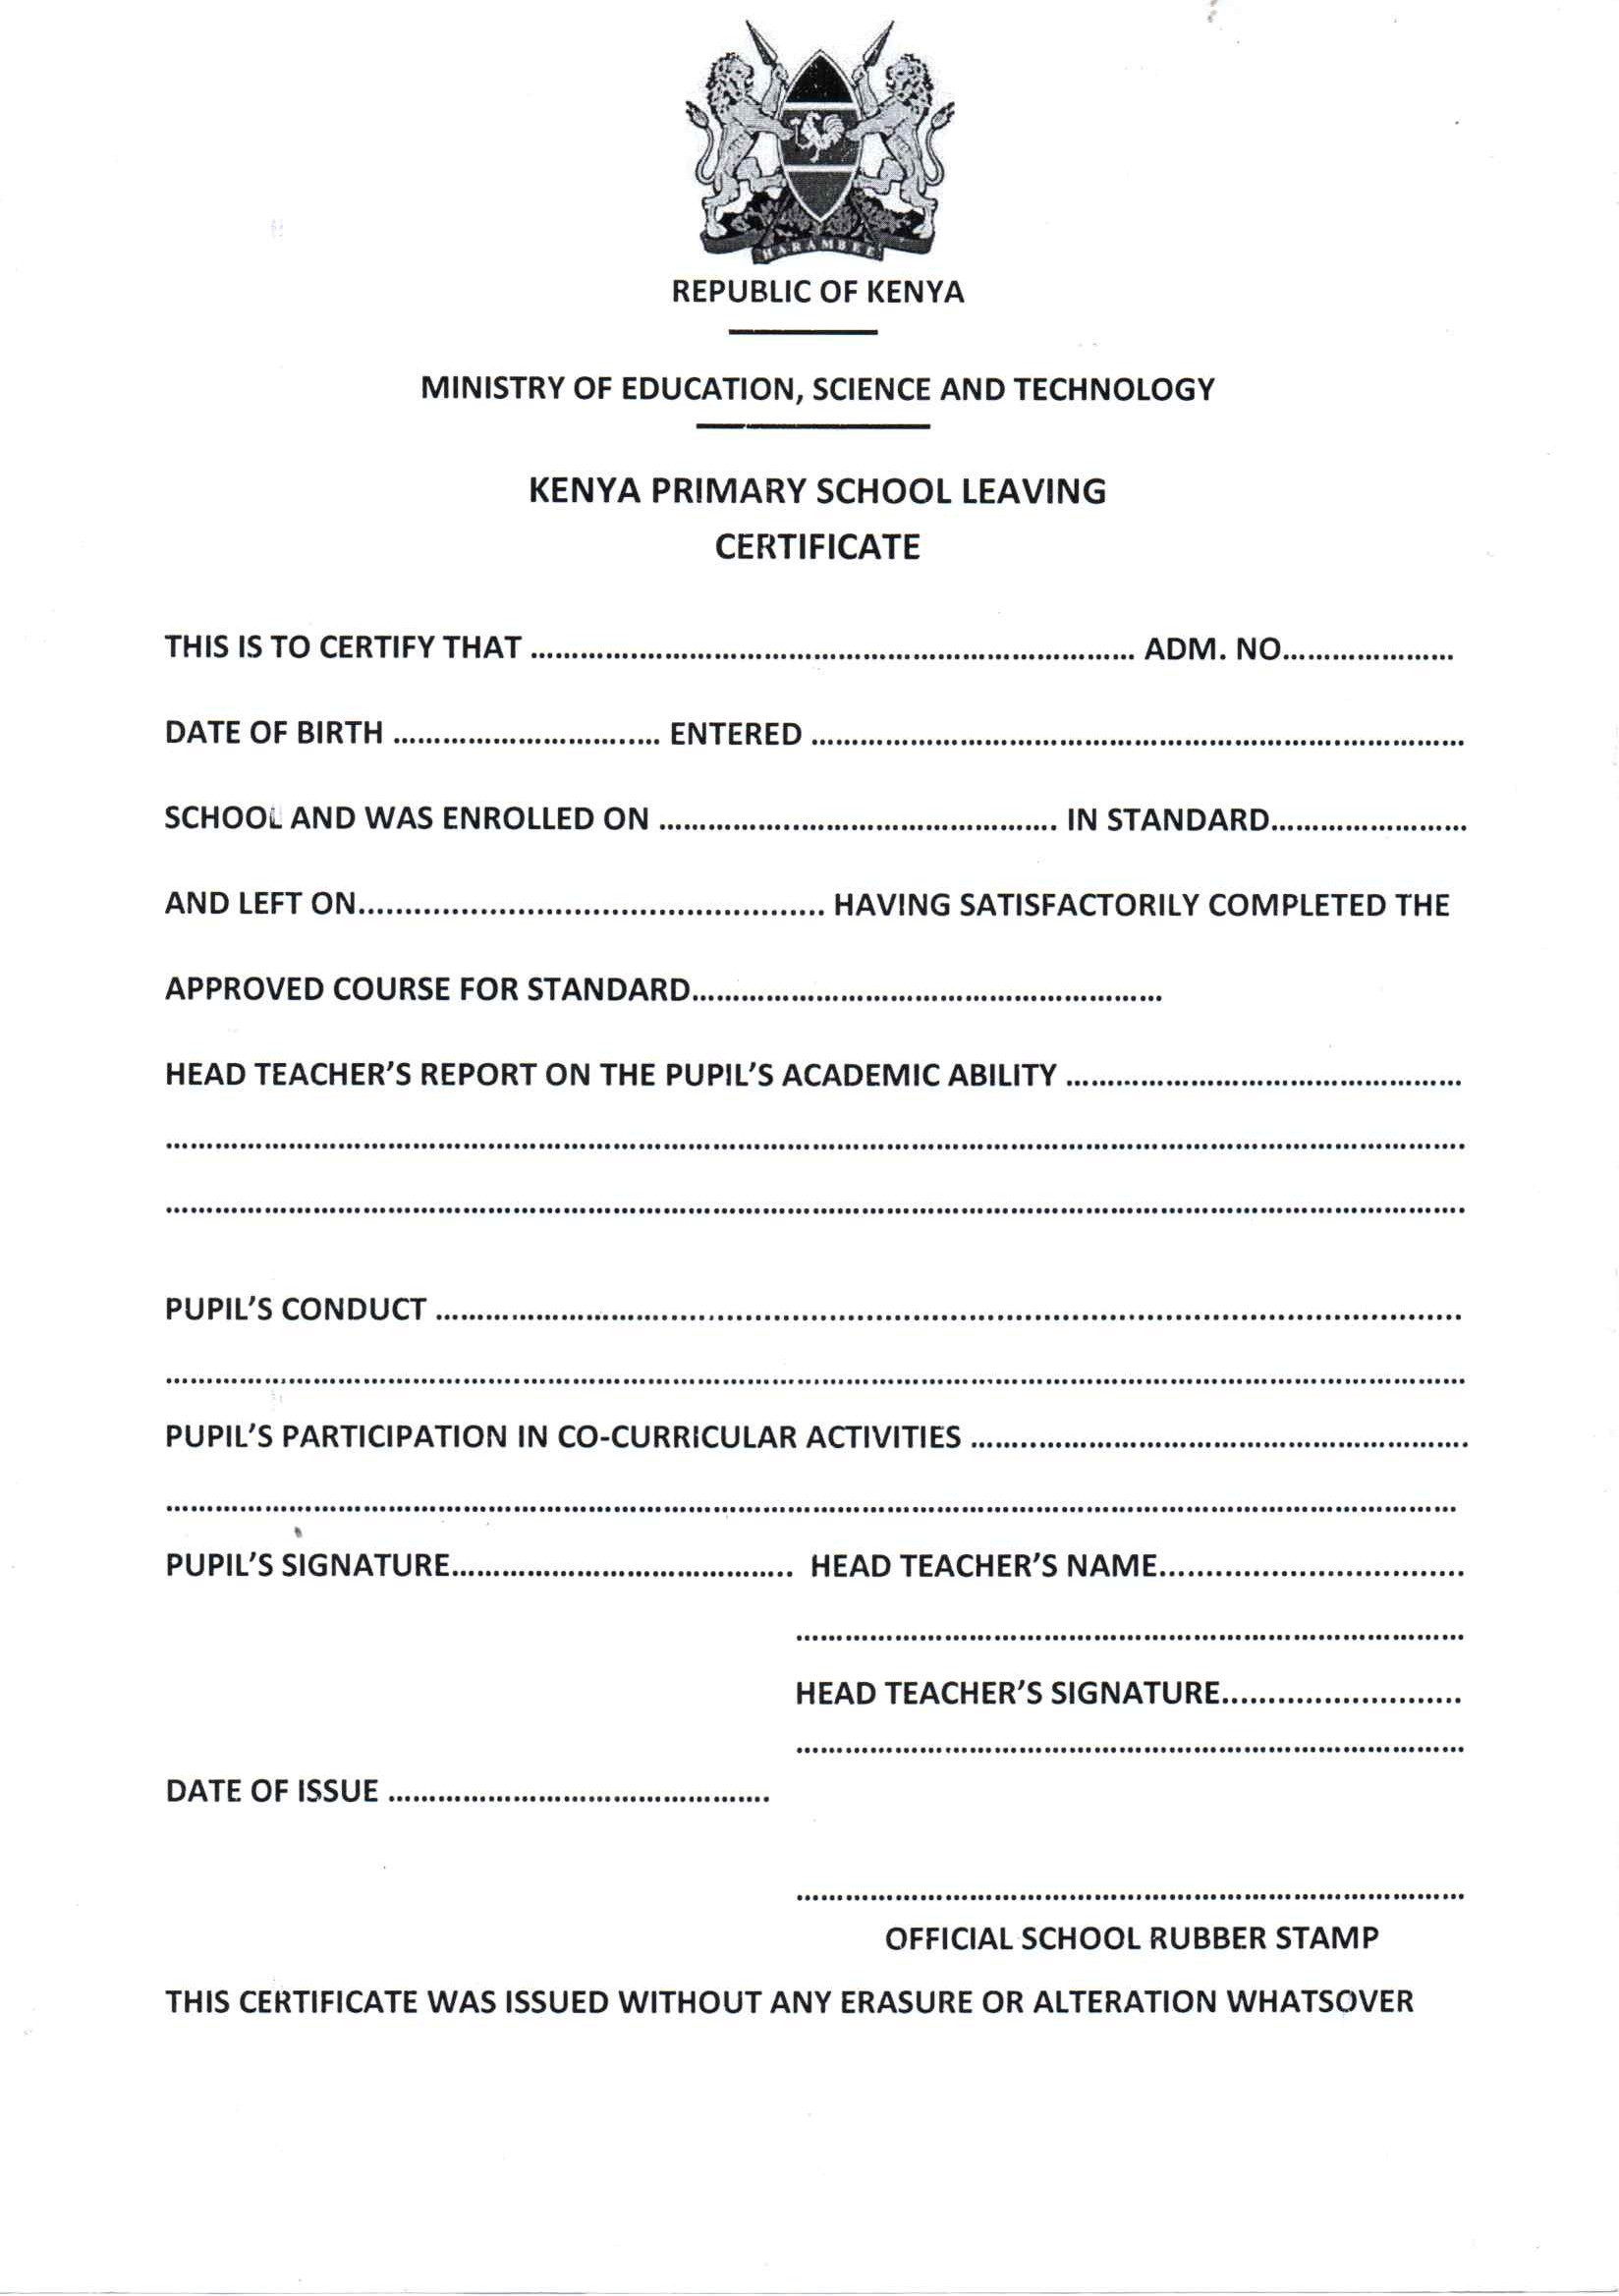 HARAMBEE
REPUBLIC OF KENYA
MINISTRY OF EDUCATION, SCIENCE AND TECHNOLOGY
KENYA PRIMARY SCHOOL LEAVING
CERTIFICATE
THIS IS TO CERTIFY THAT ........................................................................ ADM. NO.....................
DATE OF BIRTH ................................ ENTERED ..............................................................................
SCHOOL AND WAS ENROLLED ON ................................................ IN STANDARD........................
AND LEFT ON........................................................ HAVING SATISFACTORILY COMPLETED THE
APPROVED COURSE FOR STANDARD........................................................
HEAD TEACHER'S REPORT ON THE PUPIL'S ACADEMIC ABILITY ................................................
............................................................................................................................................................
............................................................................................................................................................
PUPIL'S CONDUCT ...........................................................................................................................
............................................................................................................................................................
PUPIL'S PARTICIPATION IN CO-CURRICULAR ACTIVITIES ............................................................
............................................................................................................................................................
PUPIL'S SIGNATURE......................................... HEAD TEACHER'S NAME.....................................
................................................................................
HEAD TEACHER'S SIGNATURE.............................
................................................................................
DATE OF ISSUE ..............................................
................................................................................
OFFICIAL SCHOOL RUBBER STAMP
THIS CERTIFICATE WAS ISSUED WITHOUT ANY ERASURE OR ALTERATION WHATSOVER